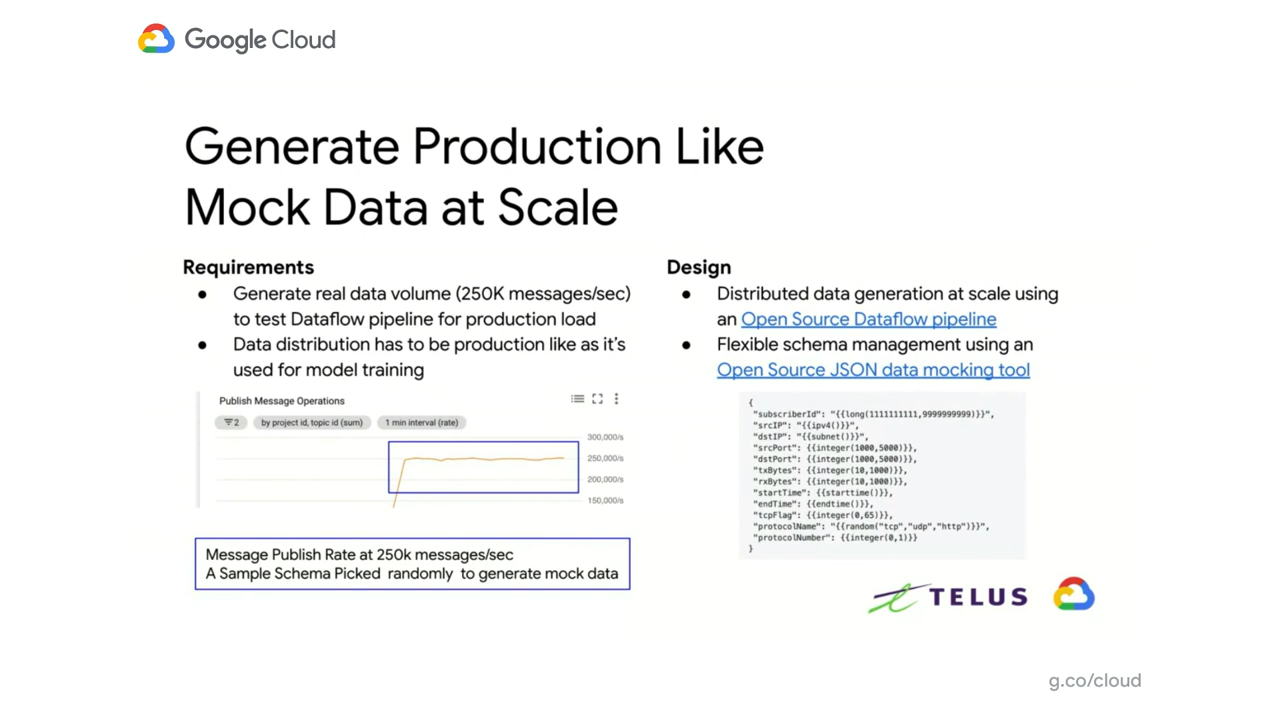 Google Cloud
Generate Production Like
Mock Data at Scale
Requirements
● Generate real data volume (250K messages/sec)
to test Dataflow pipeline for production load
● Data distribution has to be production like as it's
used for model training
Publish Message Operations
2 by project id, topic id (sum) 1 min interval (rate)
300,000/s
250,000/s
200,000/s
150,000/s
Message Publish Rate at 250k messages/sec
A Sample Schema Picked randomly to generate mock data
Design
● Distributed data generation at scale using
an Open Source Dataflow pipeline
● Flexible schema management using an
Open Source JSON data mocking tool
{
"subscriberId": "{{long(1111111111,9999999999)}}",
"srcIP": "{{ipv4()}}",
"dstIP": "{{subnet()}}",
"srcPort": {{integer(1000,5000)}},
"dstPort": {{integer(1000,5000)}},
"txBytes": {{integer(10,1000)}},
"rxBytes": {{integer(10,1000)}},
"startTime": {{starttime()}},
"endTime": {{endtime()}},
"tcpFlag": {{integer(0,65)}},
"protocolName": "{{random("tcp","udp","http")}}",
"protocolNumber": {{integer(0,1)}}
}
TELUS
g.co/cloud